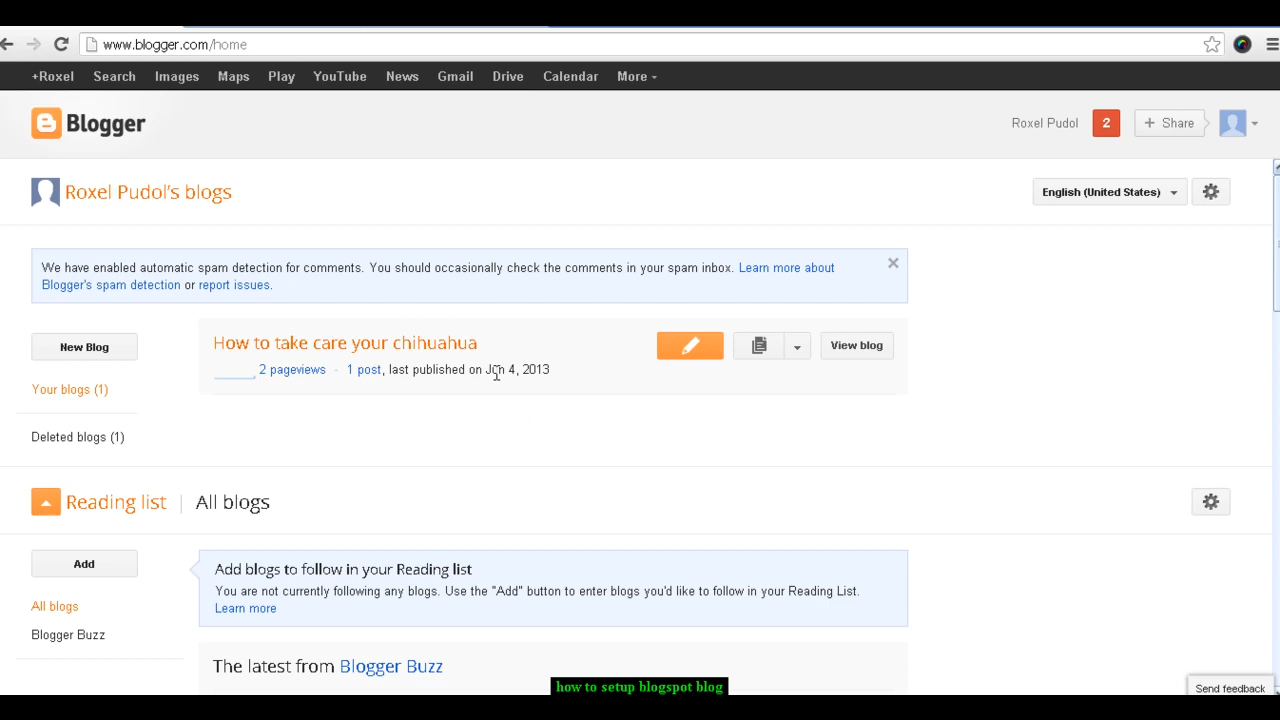 www.blogger.com/home
+Roxel Search Images Maps Play YouTube News Gmail Drive Calendar More
Blogger
Roxel Pudol 2 + Share
Roxel Pudol's blogs
English (United States)
We have enabled automatic spam detection for comments. You should occasionally check the comments in your spam inbox. Learn more about
Blogger's spam detection or report issues.
New Blog
How to take care your chihuahua
View blog
2 pageviews - 1 post, last published on Jun 4, 2013
Your blogs (1)
Deleted blogs (1)
Reading list | All blogs
Add
Add blogs to follow in your Reading list
You are not currently following any blogs. Use the "Add" button to enter blogs you'd like to follow in your Reading List.
Learn more
All blogs
Blogger Buzz
The latest from Blogger Buzz
how to setup blogspot blog
Send feedback